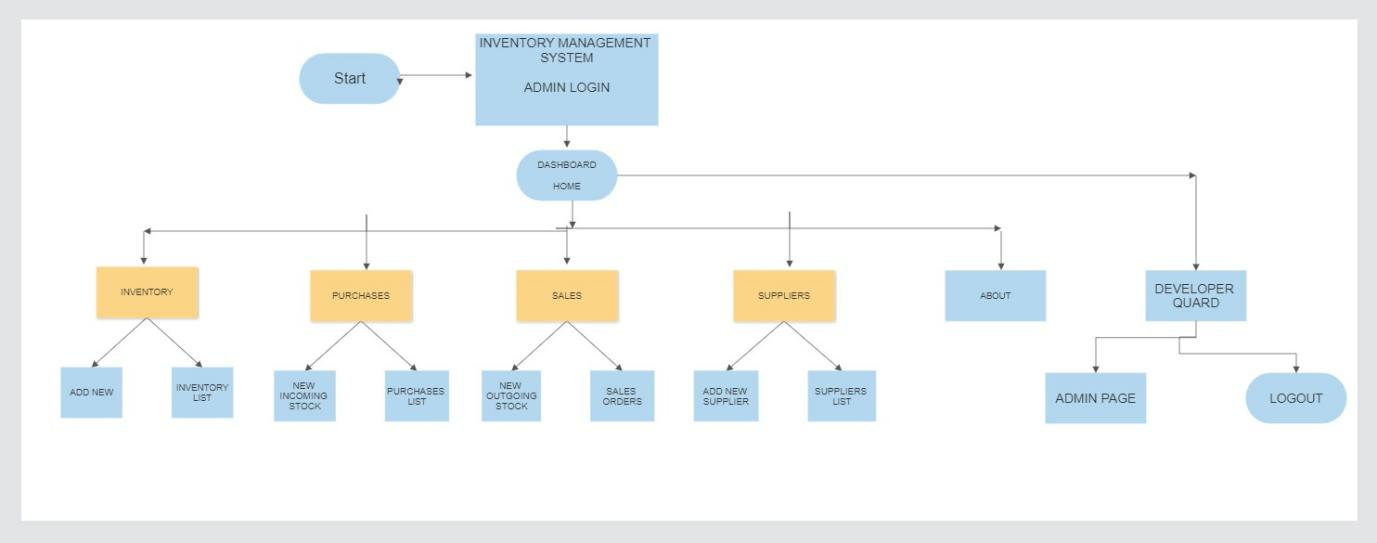 Start
INVENTORY MANAGEMENT
SYSTEM
ADMIN LOGIN
DASHBOARD
HOME
INVENTORY
PURCHASES
SALES
SUPPLIERS
ABOUT
DEVELOPER
QUARD
ADD NEW
INVENTORY
LIST
NEW
INCOMING
STOCK
PURCHASES
LIST
NEW
OUTGOING
STOCK
SALES
ORDERS
ADD NEW
SUPPLIER
SUPPLIERS
LIST
ADMIN PAGE
LOGOUT